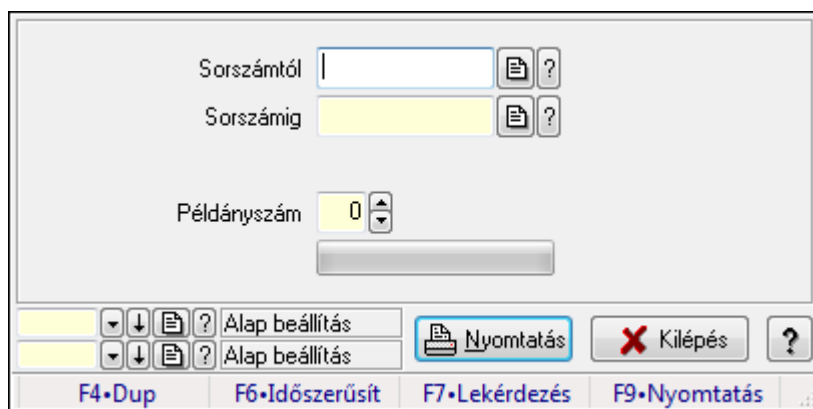 Sorszámtól ?
Sorszámig ?
Példányszám 0
? Alap beállítás
? Alap beállítás
Nyomtatás Kilépés ?
F4•Dup F6•Időszerűsít F7•Lekérdezés F9•Nyomtatás